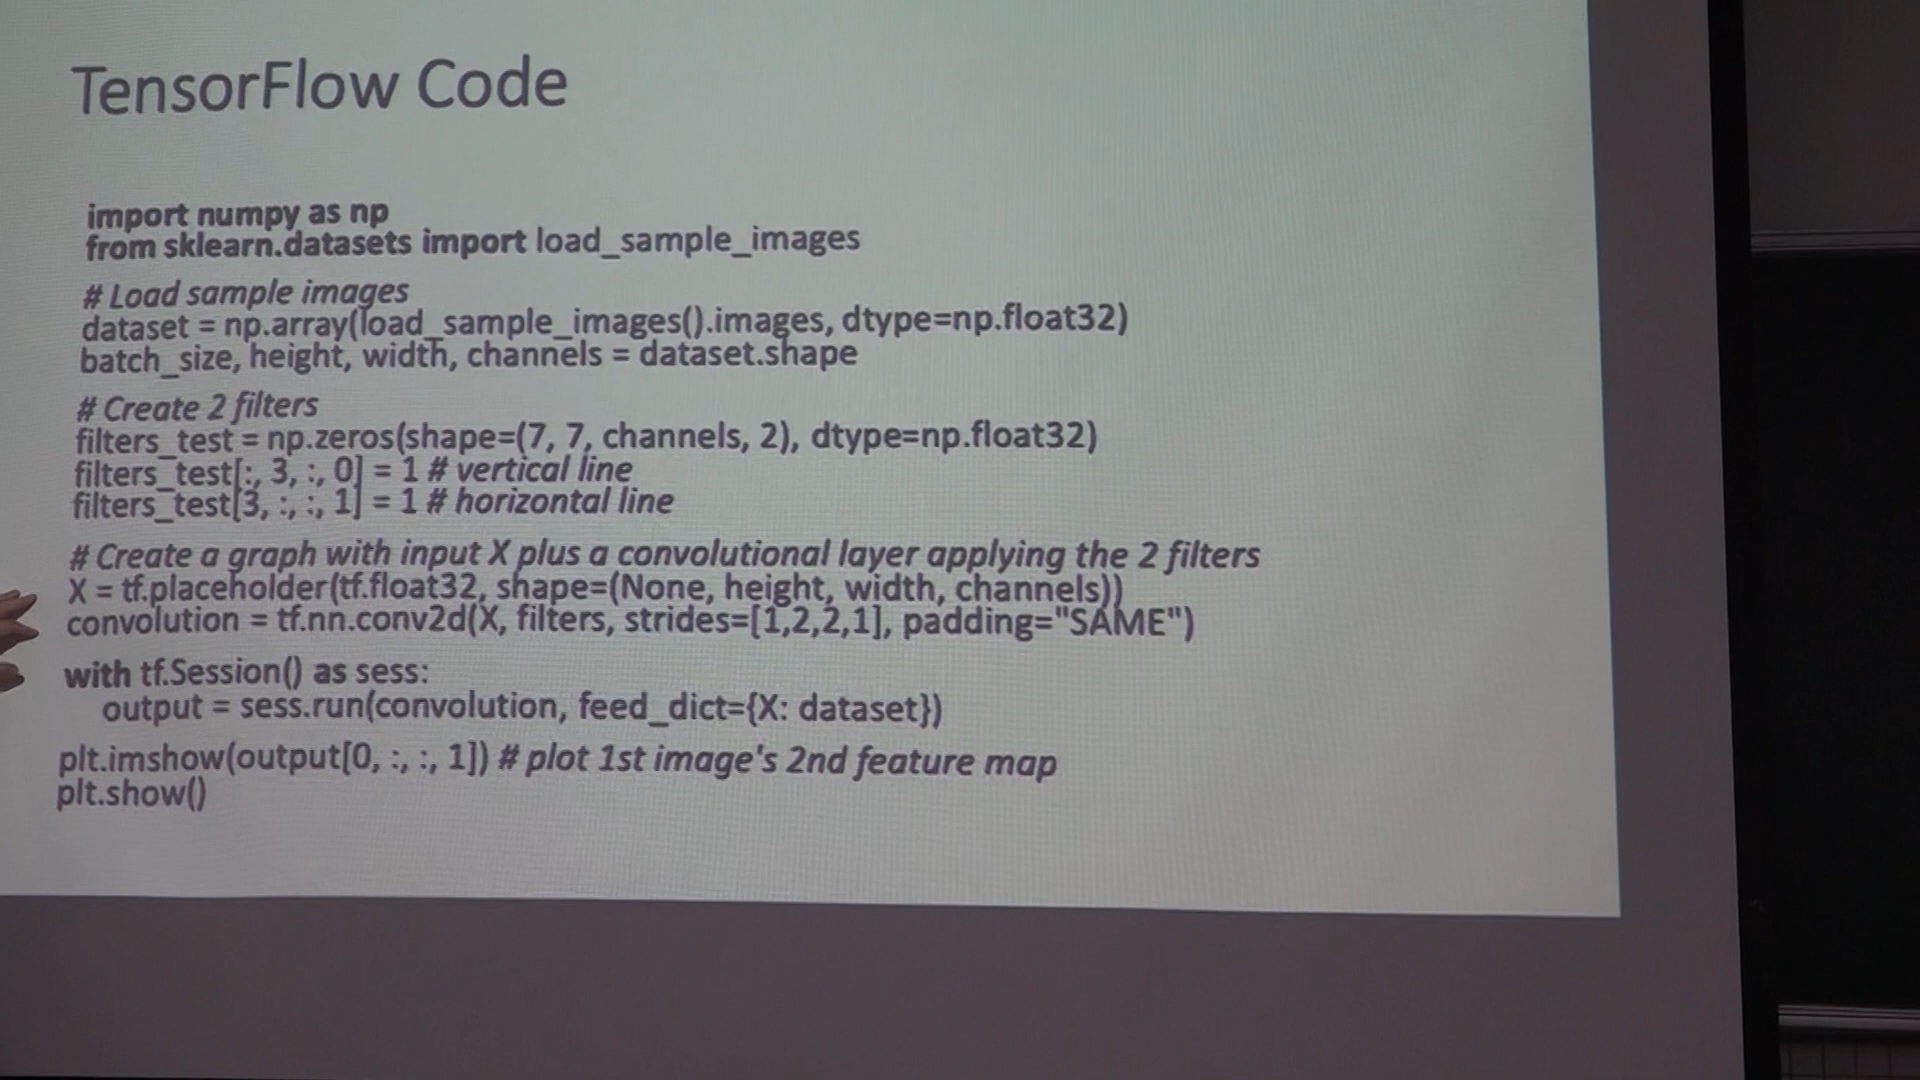 TensorFlow Code
import numpy as np
from sklearn.datasets import load_sample_images
# Load sample images
dataset = np.array(load_sample_images().images, dtype=np.float32)
batch_size, height, width, channels = dataset.shape
# Create 2 filters
filters_test = np.zeros(shape=(7, 7, channels, 2), dtype=np.float32)
filters_test[:, 3, :, 0] = 1 # vertical line
filters_test[3, :, :, 1] = 1 # horizontal line
# Create a graph with input X plus a convolutional layer applying the 2 filters
X = tf.placeholder(tf.float32, shape=(None, height, width, channels))
convolution = tf.nn.conv2d(X, filters, strides=[1,2,2,1], padding="SAME")
with tf.Session() as sess:
output = sess.run(convolution, feed_dict={X: dataset})
plt.imshow(output[0, :, :, 1]) # plot 1st image's 2nd feature map
plt.show()